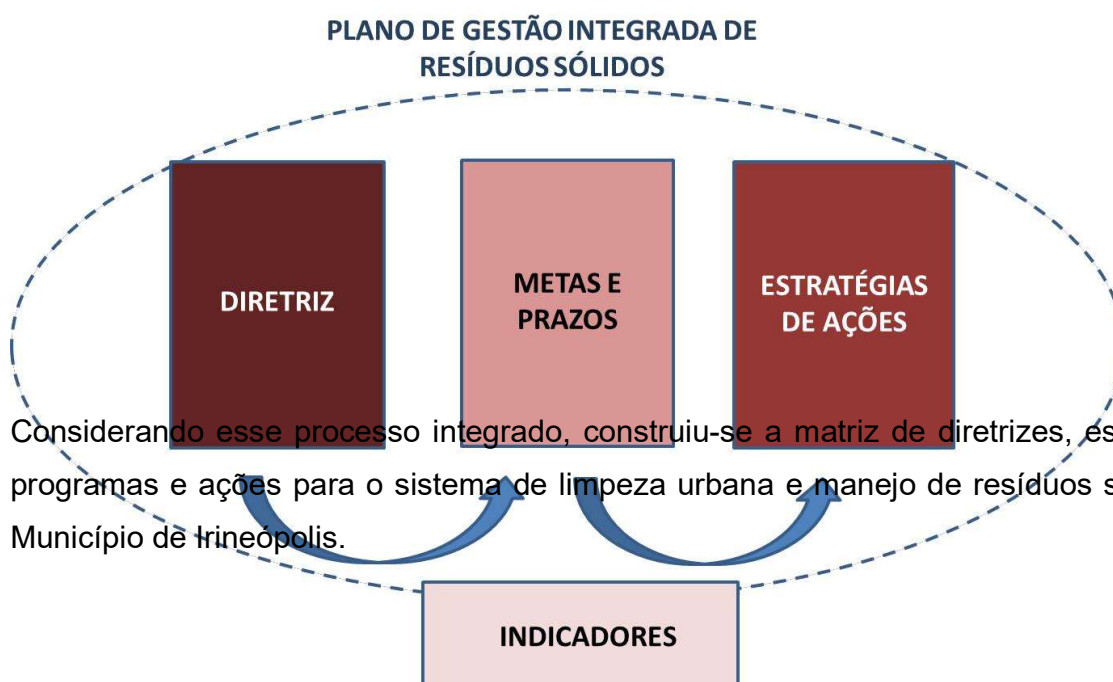 PLANO DE GESTÃO INTEGRADA DE
RESÍDUOS SÓLIDOS
DIRETRIZ
METAS E
PRAZOS
ESTRATÉGIAS
DE AÇÕES
Considerando esse processo integrado, construiu-se a matriz de diretrizes, es
programas e ações para o sistema de limpeza urbana e manejo de resíduos s
Município de Irineópolis.
INDICADORES